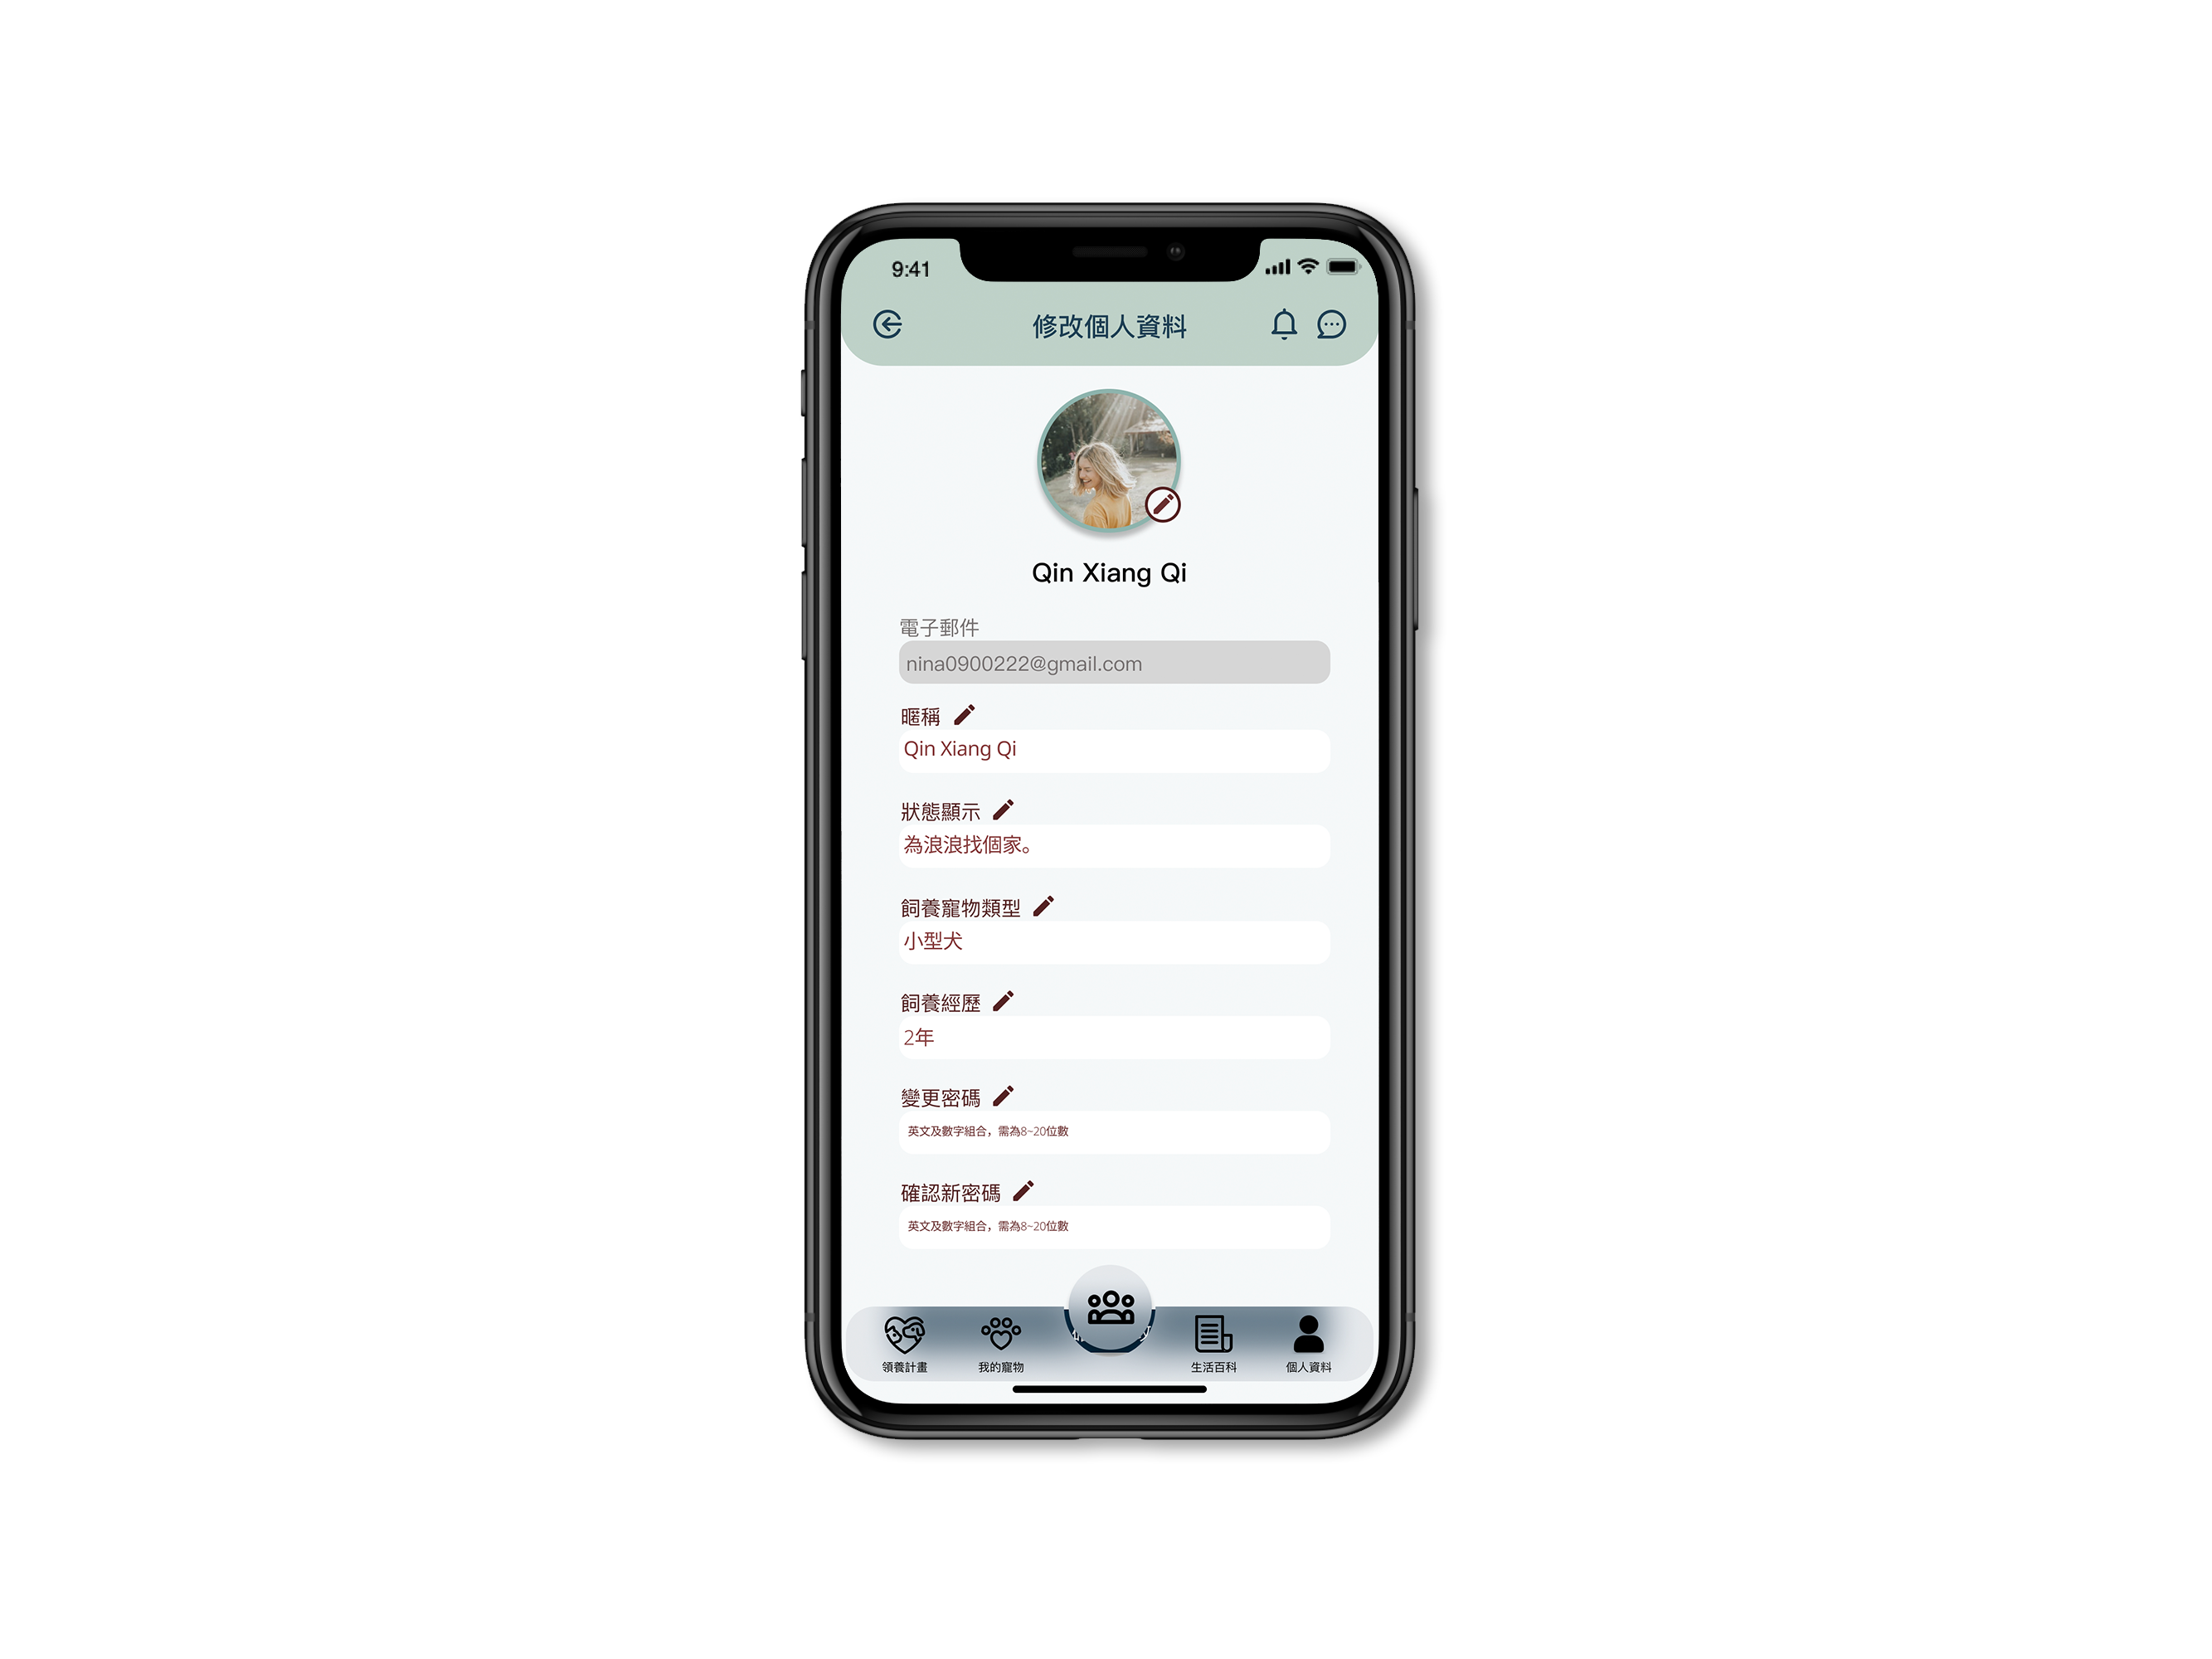 9:41
修改個人資料
Qin Xiang Qi
電子郵件
nina0900222@gmail.com
暱稱
Qin Xiang Qi
狀態顯示
為浪浪找個家。
飼養寵物類型
小型犬
飼養經歷
2年
變更密碼
英文及數字組合，需為8~20位數
確認新密碼
英文及數字組合，需為8~20位數
領養計畫
我的寵物
生活百科
個人資料